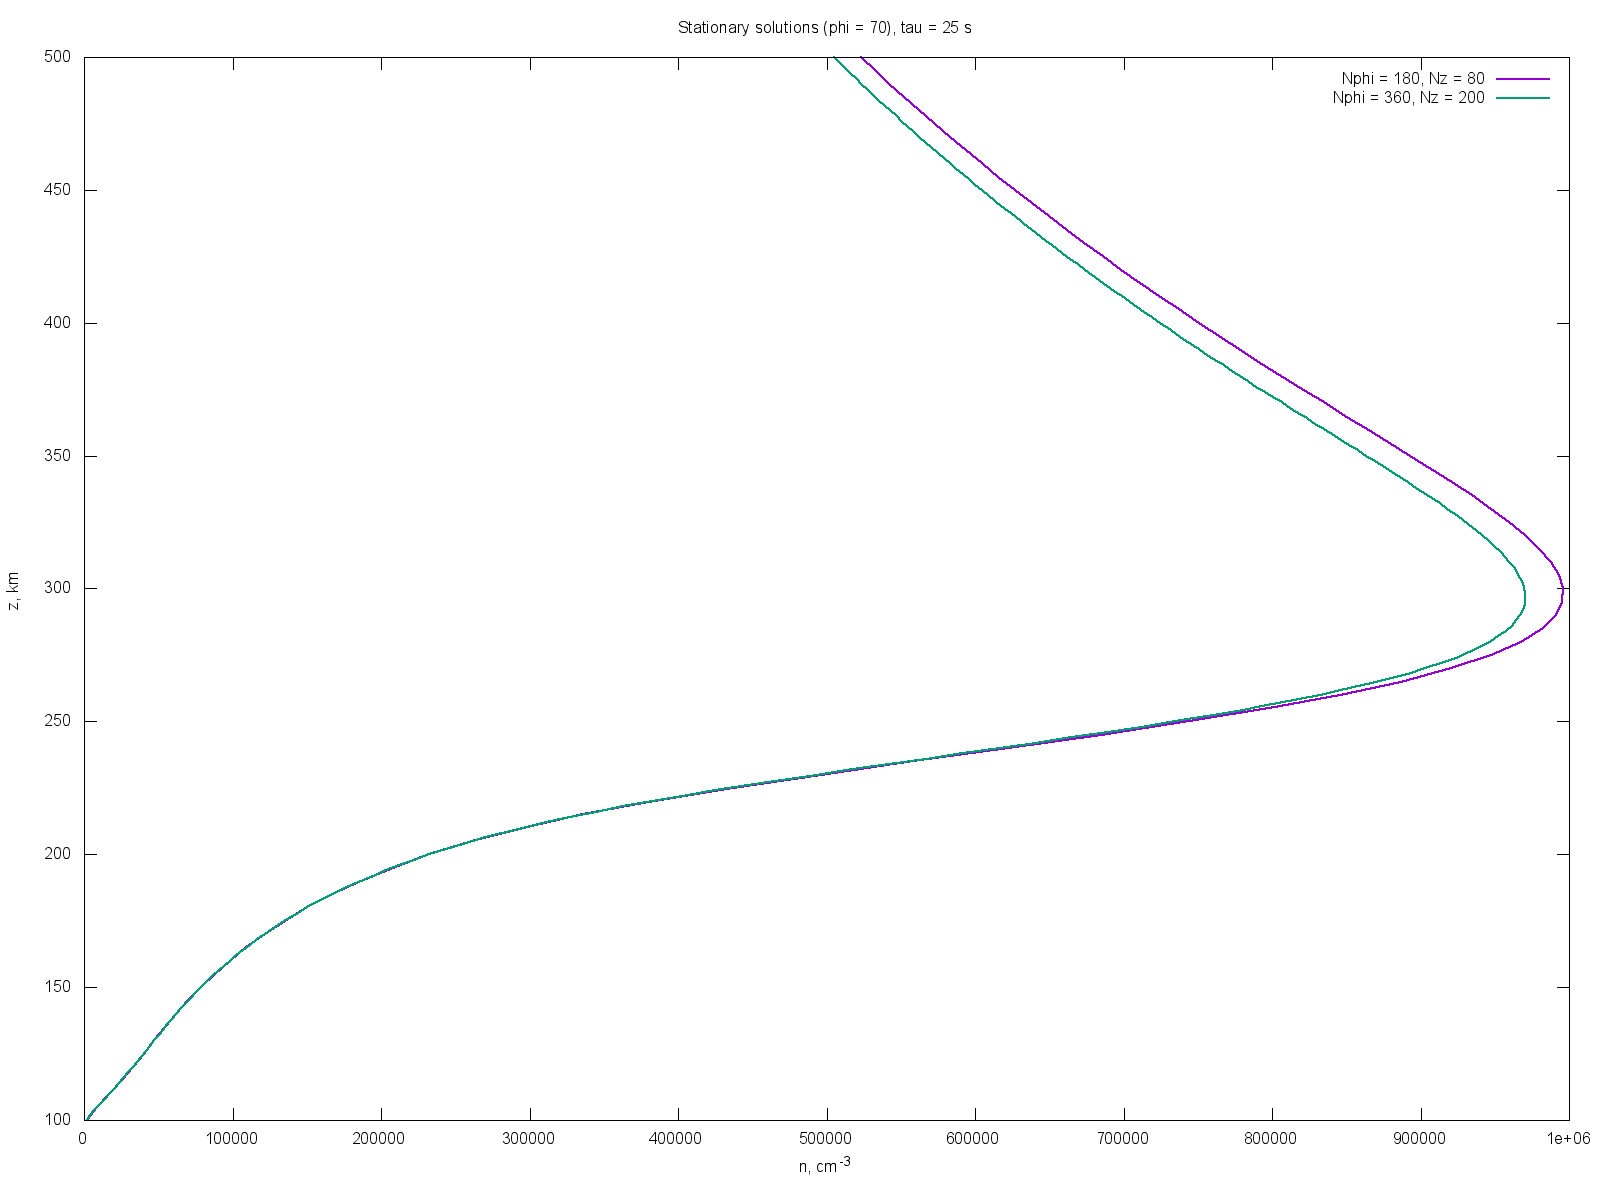 Stationary solutions (phi = 70), tau = 25 s
Nphi = 180, Nz = 80
Nphi = 360, Nz = 200
500
450
400
350
300
250
200
150
100
z, km
0 100000 200000 300000 400000 500000 600000 700000 800000 900000 1e+06
n, cm-3